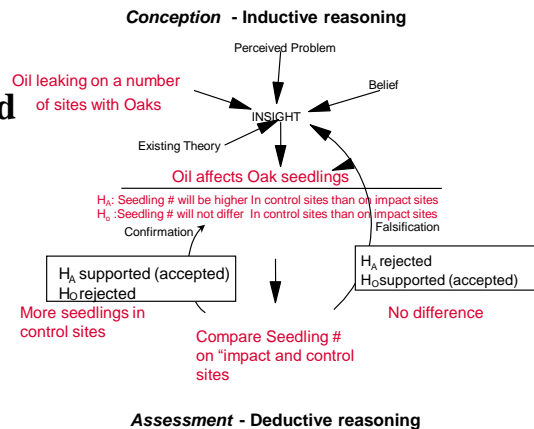 Conception - Inductive reasoning
Perceived Problem
Oil leaking on a number
of sites with Oaks
d
Belief
INSIGHT
Existing Theory
Oil affects Oak seedlings
HA: Seedling # will be higher In control sites than on impact sites
Ho :Seedling # will not differ In control sites than on impact sites
Confirmation
Falsification
HA supported (accepted)
HO rejected
HA rejected
HO supported (accepted)
More seedlings in
control sites
No difference
Compare Seedling #
on “impact and control
sites
Assessment - Deductive reasoning